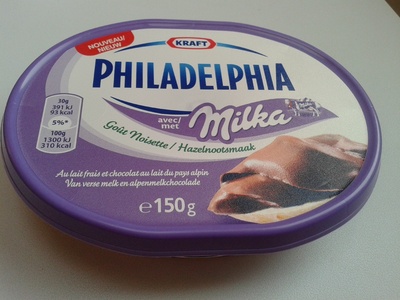 NOUVEAU/
NIEUW
KRAFT
PHILADELPHIA
avec/
met
Milka
Goût Noisette / Hazelnootsmaak
30g
391 kJ
93 kcal
5%*
100g
1300 kJ
310 kcal
Au lait frais et chocolat au lait du pays alpin
Van verse melk en alpenmelkchocolade
e 150g